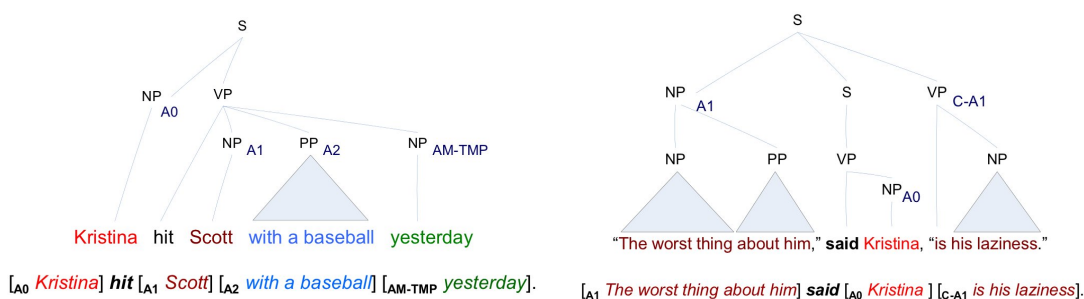 S
NP A0 VP
NP A1 PP A2 NP AM-TMP
Kristina hit Scott with a baseball yesterday
[A0 Kristina] hit [A1 Scott] [A2 with a baseball] [AM-TMP yesterday].
S
NP A1 S VP C-A1
NP PP VP NP
NP A0
“The worst thing about him,” said Kristina, “is his laziness.”
[A1 The worst thing about him] said [A0 Kristina ] [C-A1 is his laziness].